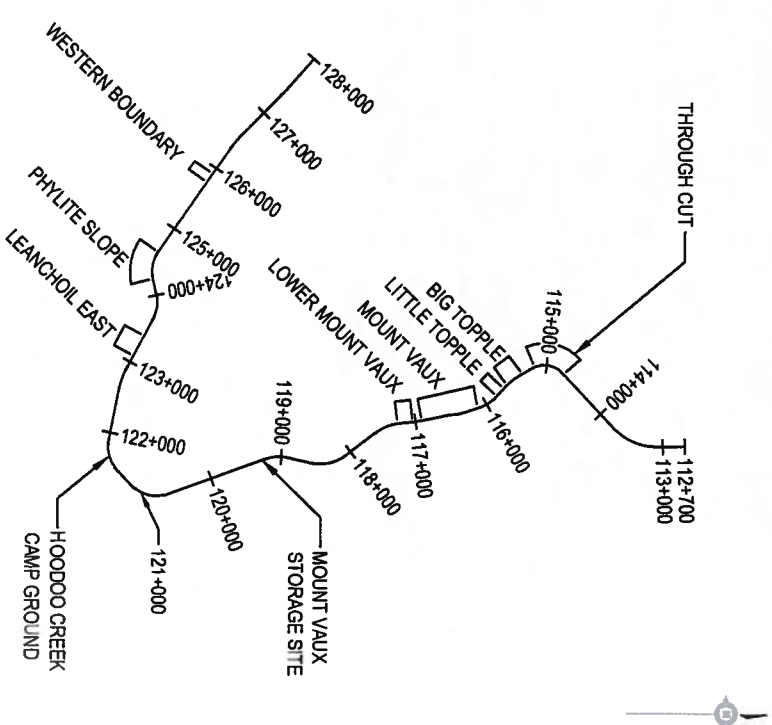 112+700
113+000
114+000
THROUGH CUT
115+000
BIG TOPPLE
LITTLE TOPPLE
116+000
MOUNT VAUX
LOWER MOUNT VAUX
117+000
118+000
119+000
MOUNT VAUX
STORAGE SITE
120+000
121+000
HOODOO CREEK
CAMP GROUND
122+000
123+000
LEANCHOIL EAST
124+000
PHYLITE SLOPE
125+000
126+000
WESTERN BOUNDARY
127+000
128+000